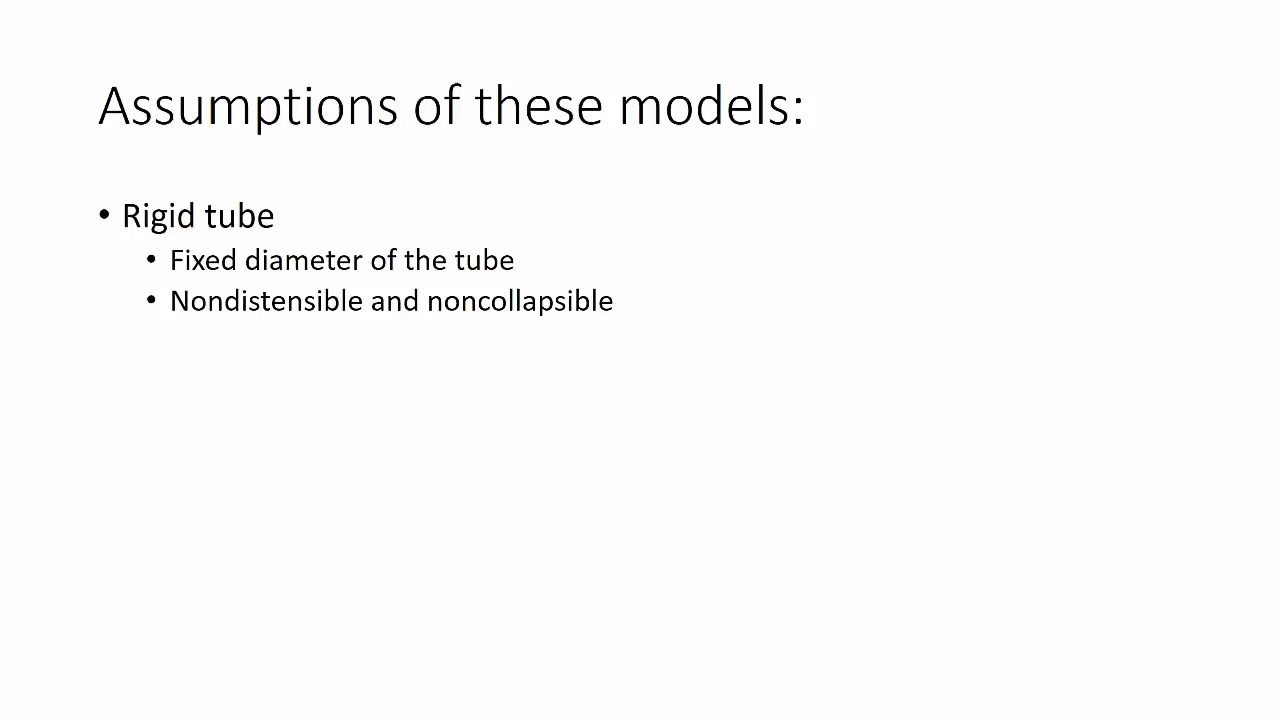 Assumptions of these models:
• Rigid tube
• Fixed diameter of the tube
• Nondistensible and noncollapsible